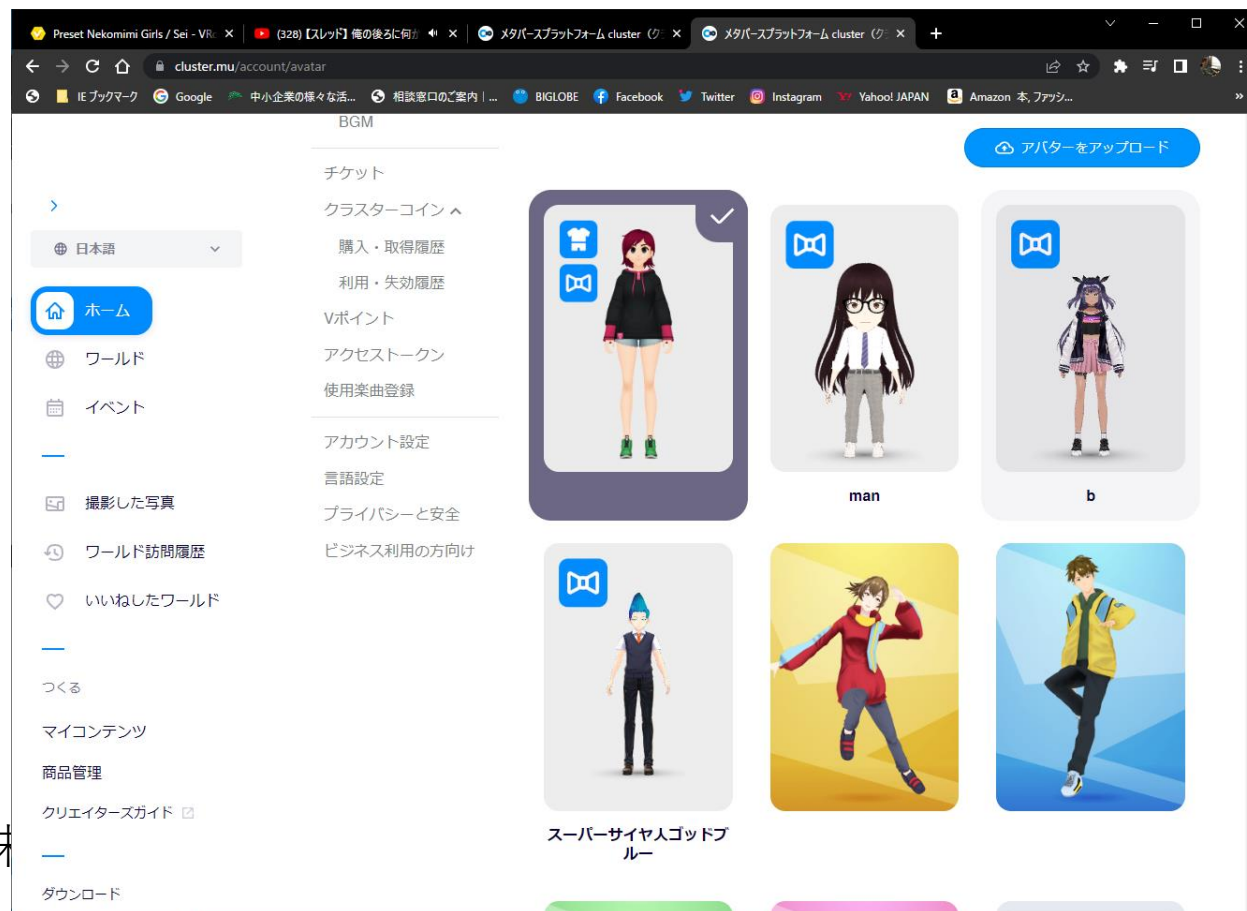 Preset Nekomimi Girls / Sei - VR
(328)【スレッド】俺の後ろに何か
メタバースプラットフォーム cluster（ク
メタバースプラットフォーム cluster（ク
cluster.mu/account/avatar
IE ブックマーク
Google
中小企業の様々な活...
相談窓口のご案内 | ...
BIGLOBE
Facebook
Twitter
Instagram
Yahoo! JAPAN
Amazon 本, ファッシ...
»
日本語
ホーム
ワールド
イベント
撮影した写真
ワールド訪問履歴
いいねしたワールド
つくる
マイコンテンツ
商品管理
クリエイターズガイド
ダウンロード
BGM
チケット
クラスターコイン
購入・取得履歴
利用・失効履歴
Vポイント
アクセストークン
使用楽曲登録
アカウント設定
言語設定
プライバシーと安全
ビジネス利用の方向け
アバターをアップロード
man
b
スーパーサイヤ人ゴッドブ
ルー